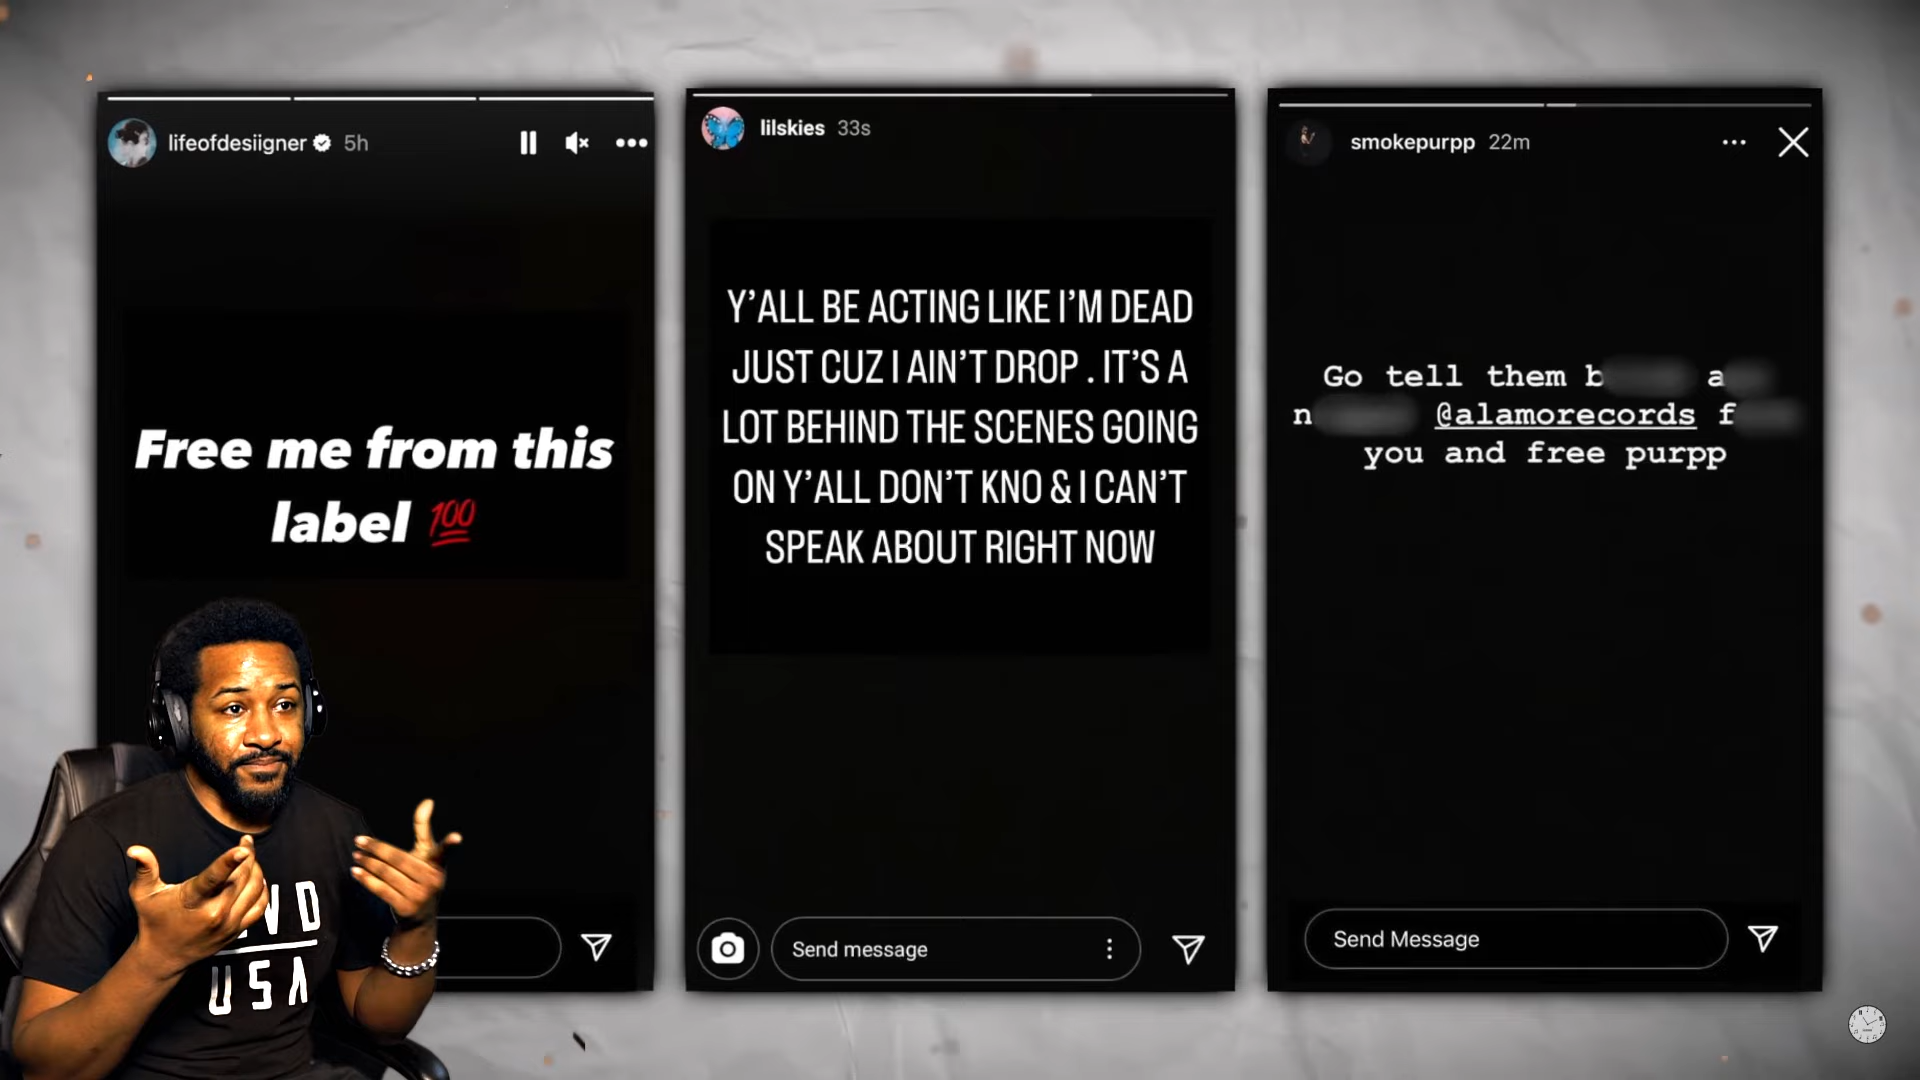 lifeofdesiigner 5h
Free me from this
label 💯
lilskies 33s
Y'ALL BE ACTING LIKE I'M DEAD
JUST CUZ I AIN'T DROP . IT'S A
LOT BEHIND THE SCENES GOING
ON Y'ALL DON'T KNO & I CAN'T
SPEAK ABOUT RIGHT NOW
Send message
smokepurpp 22m
Go tell them b a
n @alamorecords f
you and free purpp
Send Message
USA